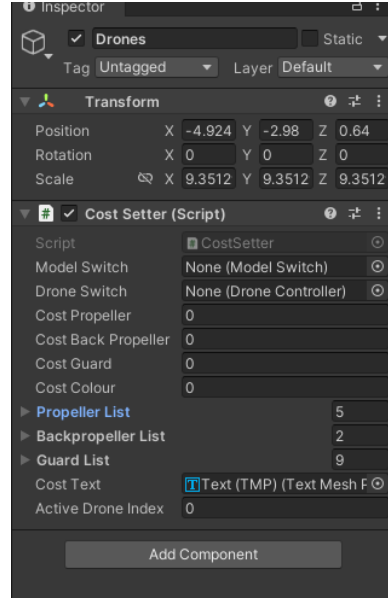 Inspector
Drones Static
Tag Untagged Layer Default
Transform
Position X -4.924 Y -2.98 Z 0.64
Rotation X 0 Y 0 Z 0
Scale X 9.3512 Y 9.3512 Z 9.3512
# Cost Setter (Script)
Script # CostSetter
Model Switch None (Model Switch)
Drone Switch None (Drone Controller)
Cost Propeller 0
Cost Back Propeller 0
Cost Guard 0
Cost Colour 0
Propeller List 5
Backpropeller List 2
Guard List 9
Cost Text T Text (TMP) (Text Mesh P
Active Drone Index 0
Add Component